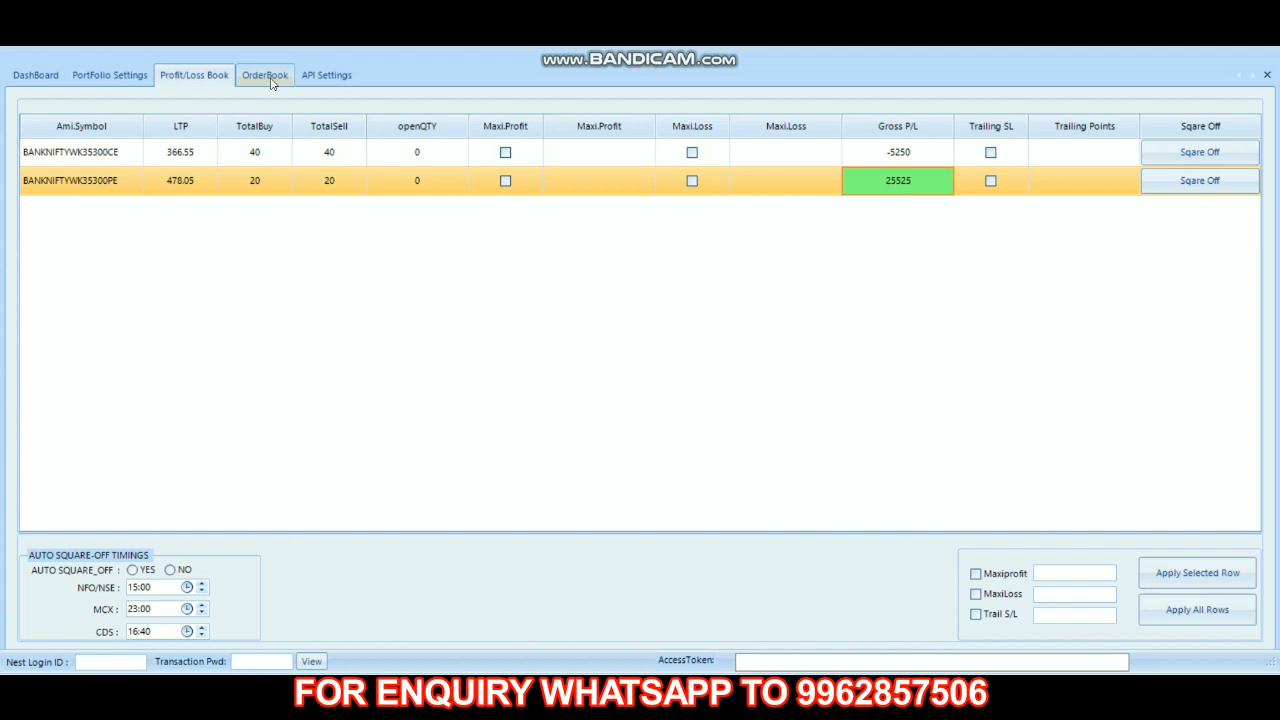 WWW.BANDICAM.COM
DashBoard PortFolio Settings Profit/Loss Book OrderBook API Settings
Ami.Symbol LTP TotalBuy TotalSell openQTY Maxi.Profit Maxi.Profit Maxi.Loss Maxi.Loss Gross P/L Trailing SL Trailing Points Sqare Off
BANKNIFTYWK35300CE 366.55 40 40 0 -5250 Sqare Off
BANKNIFTYWK35300PE 478.05 20 20 0 25525 Sqare Off
AUTO SQUARE-OFF TIMINGS
AUTO SQUARE_OFF : YES NO
NFO/NSE : 15:00
MCX : 23:00
CDS : 16:40
Maxiprofit
MaxiLoss
Trail S/L
Apply Selected Row
Apply All Rows
Nest Login ID : Transaction Pwd: View AccessToken:
FOR ENQUIRY WHATSAPP TO 9962857506